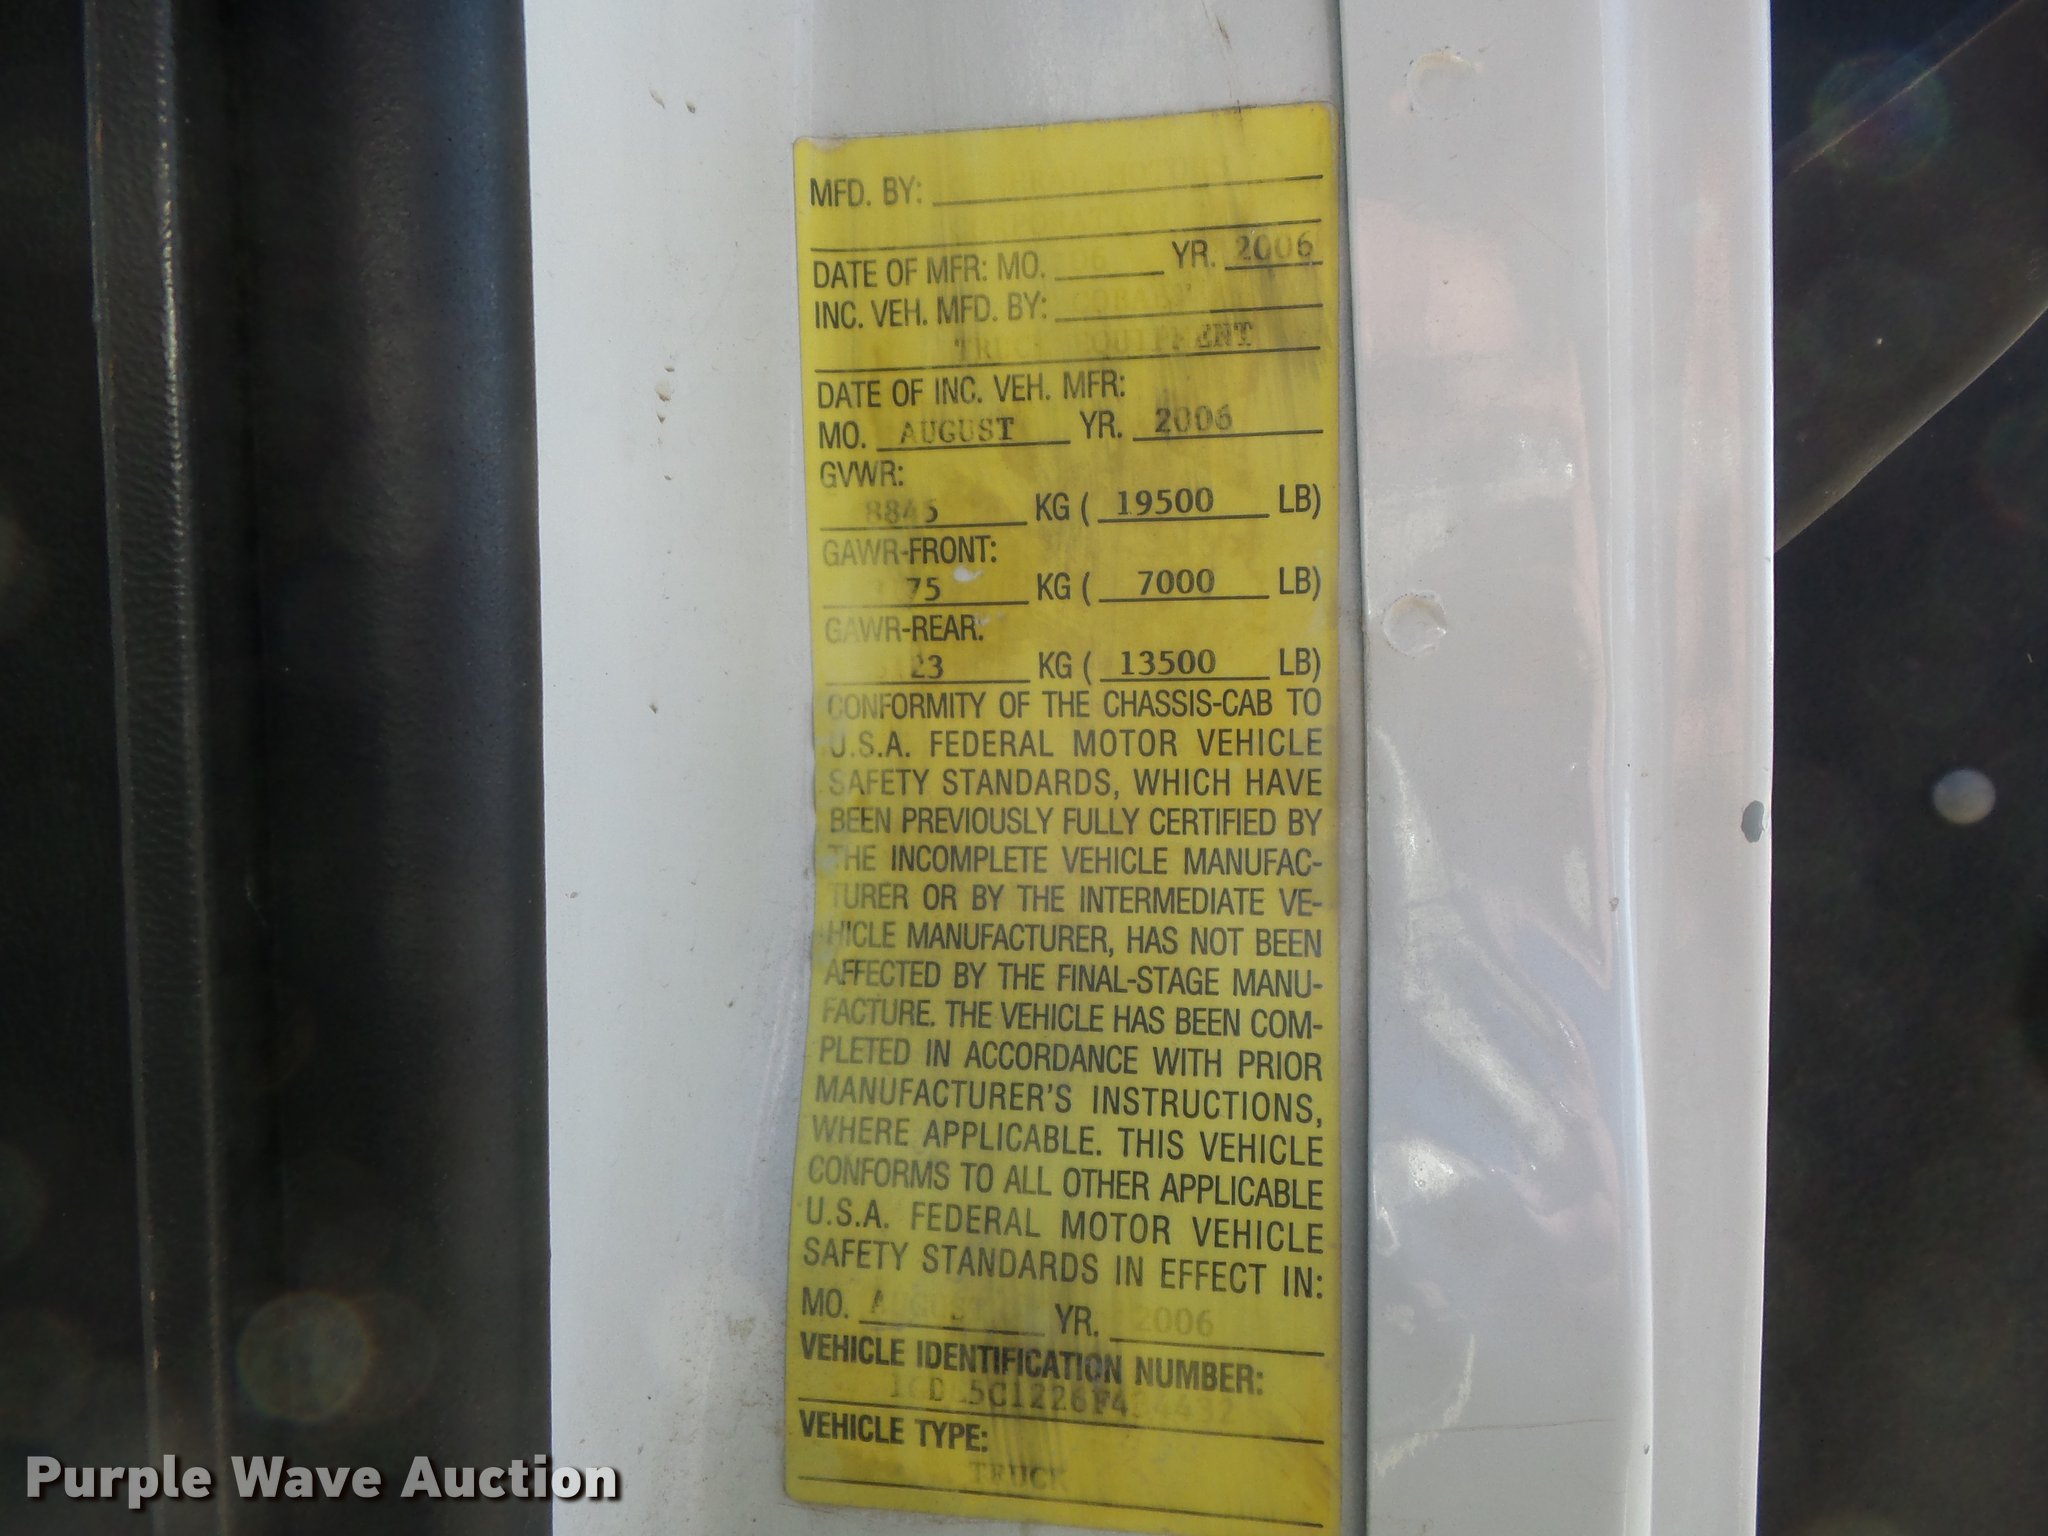 MFD. BY:
DATE OF MFR: MO. YR. 2006
INC. VEH. MFD. BY:
TRUCK EQUIPMENT
DATE OF INC. VEH. MFR:
MO. AUGUST YR. 2006
GVWR:
8845 KG ( 19500 LB)
GAWR-FRONT:
KG ( 7000 LB)
GAWR-REAR.
KG ( 13500 LB)
CONFORMITY OF THE CHASSIS-CAB TO
U.S.A. FEDERAL MOTOR VEHICLE
SAFETY STANDARDS, WHICH HAVE
BEEN PREVIOUSLY FULLY CERTIFIED BY
THE INCOMPLETE VEHICLE MANUFAC-
TURER OR BY THE INTERMEDIATE VE-
HICLE MANUFACTURER, HAS NOT BEEN
AFFECTED BY THE FINAL-STAGE MANU-
FACTURE. THE VEHICLE HAS BEEN COM-
PLETED IN ACCORDANCE WITH PRIOR
MANUFACTURER'S INSTRUCTIONS,
WHERE APPLICABLE. THIS VEHICLE
CONFORMS TO ALL OTHER APPLICABLE
U.S.A. FEDERAL MOTOR VEHICLE
SAFETY STANDARDS IN EFFECT IN:
MO. AUGUST YR. 2006
VEHICLE IDENTIFICATION NUMBER:
VEHICLE TYPE:
TRUCK
Purple Wave Auction